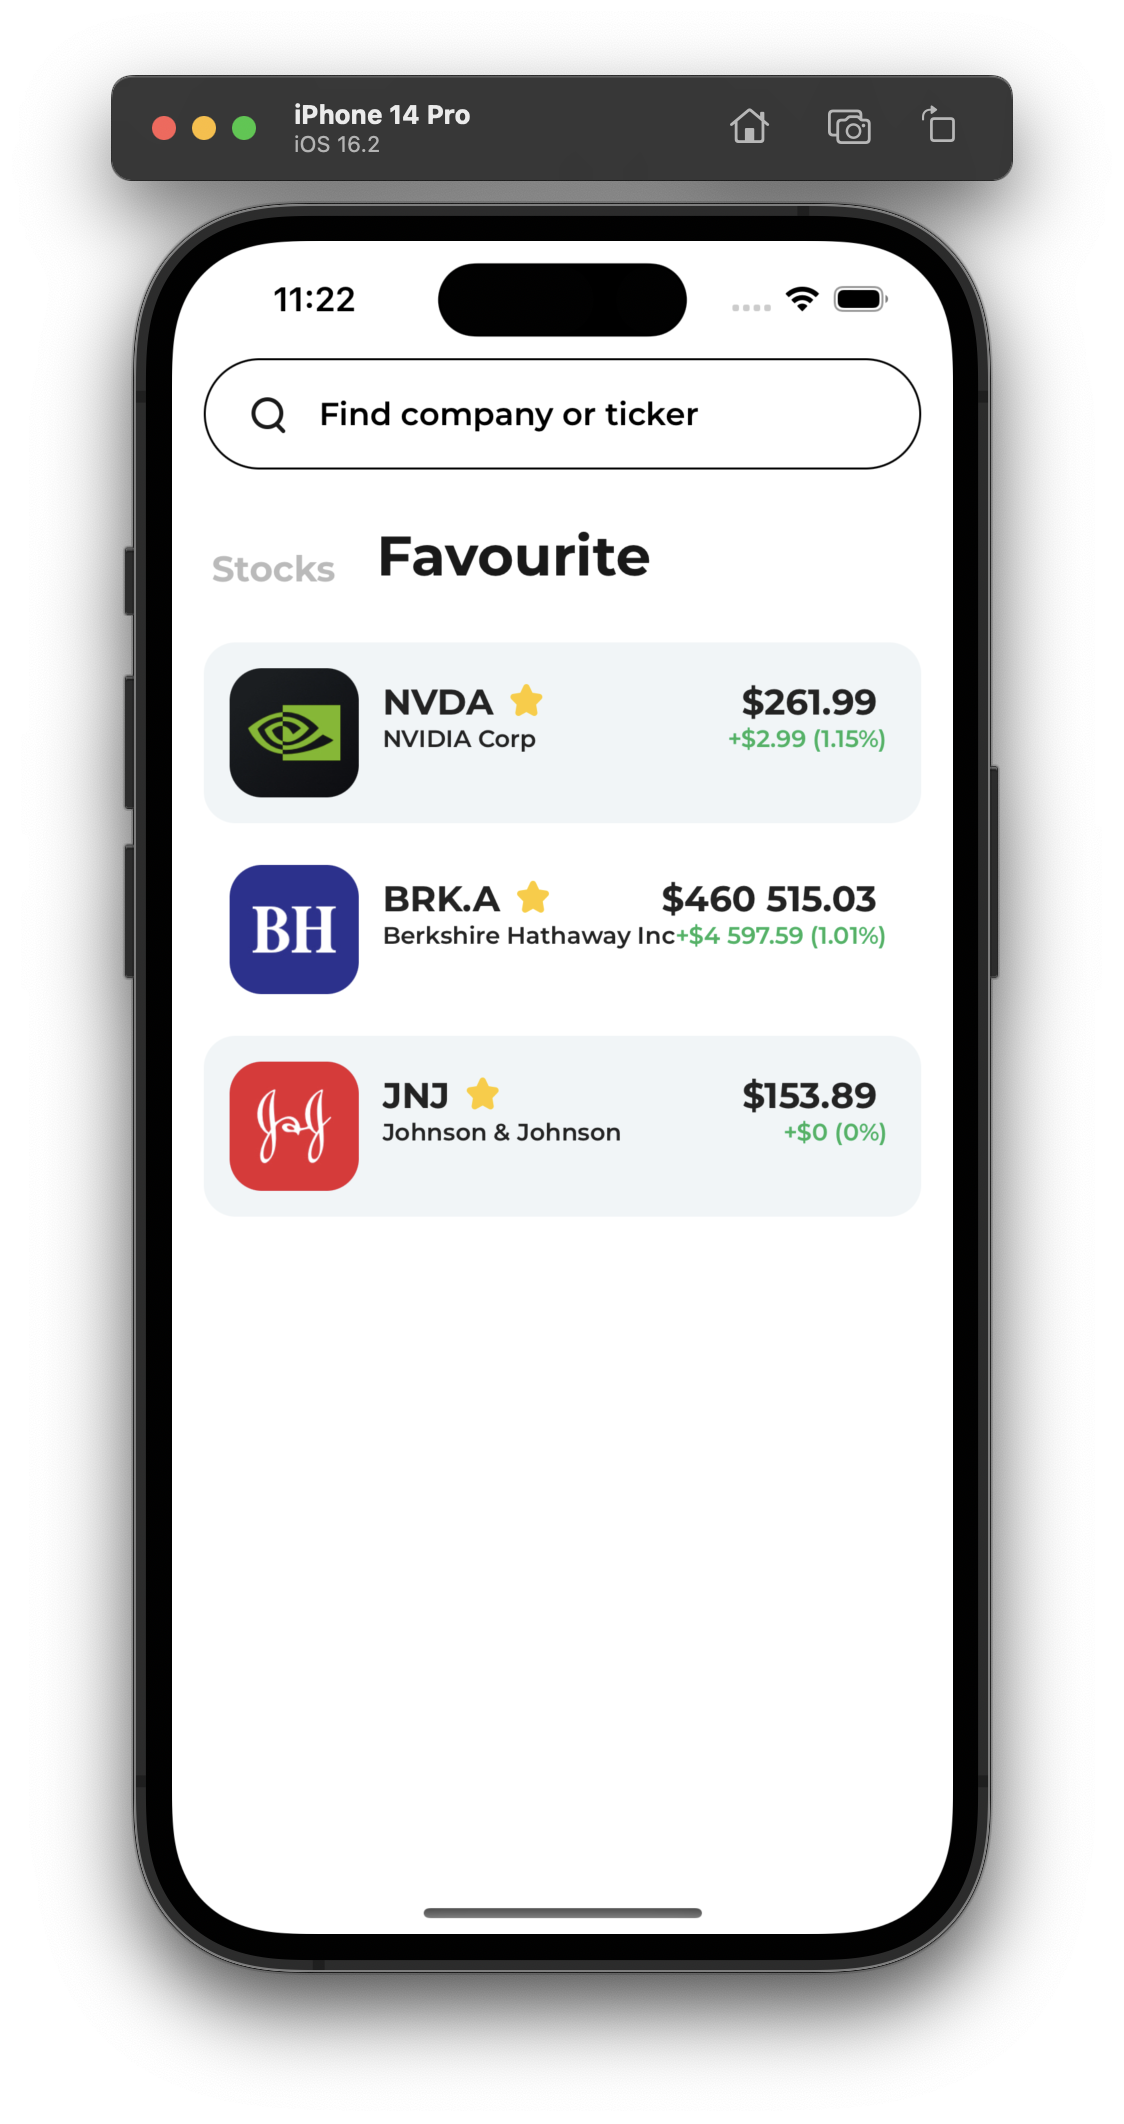 iPhone 14 Pro
iOS 16.2
11:22
Find company or ticker
Stocks Favourite
NVDA $261.99
NVIDIA Corp +$2.99 (1.15%)
BH
BRK.A $460 515.03
Berkshire Hathaway Inc +$4 597.59 (1.01%)
J&J
JNJ $153.89
Johnson & Johnson +$0 (0%)